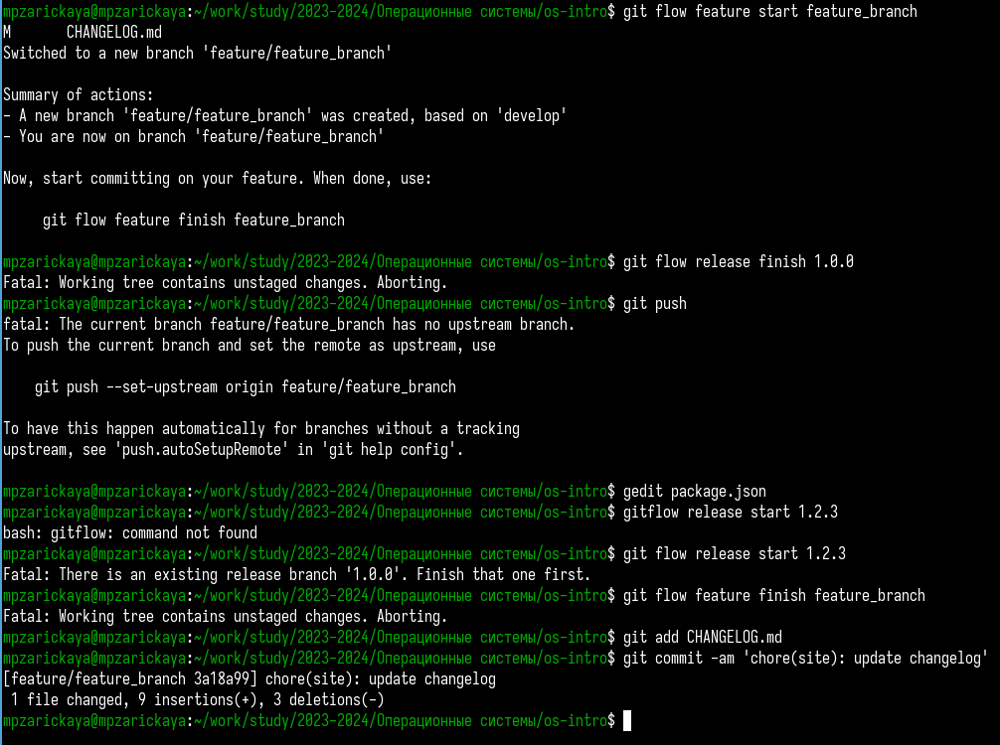 mpzarickaya@mpzarickaya:~/work/study/2023-2024/Операционные системы/os-intro$ git flow feature start feature_branch
M       CHANGELOG.md
Switched to a new branch 'feature/feature_branch'

Summary of actions:
- A new branch 'feature/feature_branch' was created, based on 'develop'
- You are now on branch 'feature/feature_branch'

Now, start committing on your feature. When done, use:

     git flow feature finish feature_branch

mpzarickaya@mpzarickaya:~/work/study/2023-2024/Операционные системы/os-intro$ git flow release finish 1.0.0
Fatal: Working tree contains unstaged changes. Aborting.
mpzarickaya@mpzarickaya:~/work/study/2023-2024/Операционные системы/os-intro$ git push
fatal: The current branch feature/feature_branch has no upstream branch.
To push the current branch and set the remote as upstream, use

    git push --set-upstream origin feature/feature_branch

To have this happen automatically for branches without a tracking
upstream, see 'push.autoSetupRemote' in 'git help config'.

mpzarickaya@mpzarickaya:~/work/study/2023-2024/Операционные системы/os-intro$ gedit package.json
mpzarickaya@mpzarickaya:~/work/study/2023-2024/Операционные системы/os-intro$ gitflow release start 1.2.3
bash: gitflow: command not found
mpzarickaya@mpzarickaya:~/work/study/2023-2024/Операционные системы/os-intro$ git flow release start 1.2.3
Fatal: There is an existing release branch '1.0.0'. Finish that one first.
mpzarickaya@mpzarickaya:~/work/study/2023-2024/Операционные системы/os-intro$ git flow feature finish feature_branch
Fatal: Working tree contains unstaged changes. Aborting.
mpzarickaya@mpzarickaya:~/work/study/2023-2024/Операционные системы/os-intro$ git add CHANGELOG.md
mpzarickaya@mpzarickaya:~/work/study/2023-2024/Операционные системы/os-intro$ git commit -am 'chore(site): update changelog'
[feature/feature_branch 3a18a99] chore(site): update changelog
 1 file changed, 9 insertions(+), 3 deletions(-)
mpzarickaya@mpzarickaya:~/work/study/2023-2024/Операционные системы/os-intro$